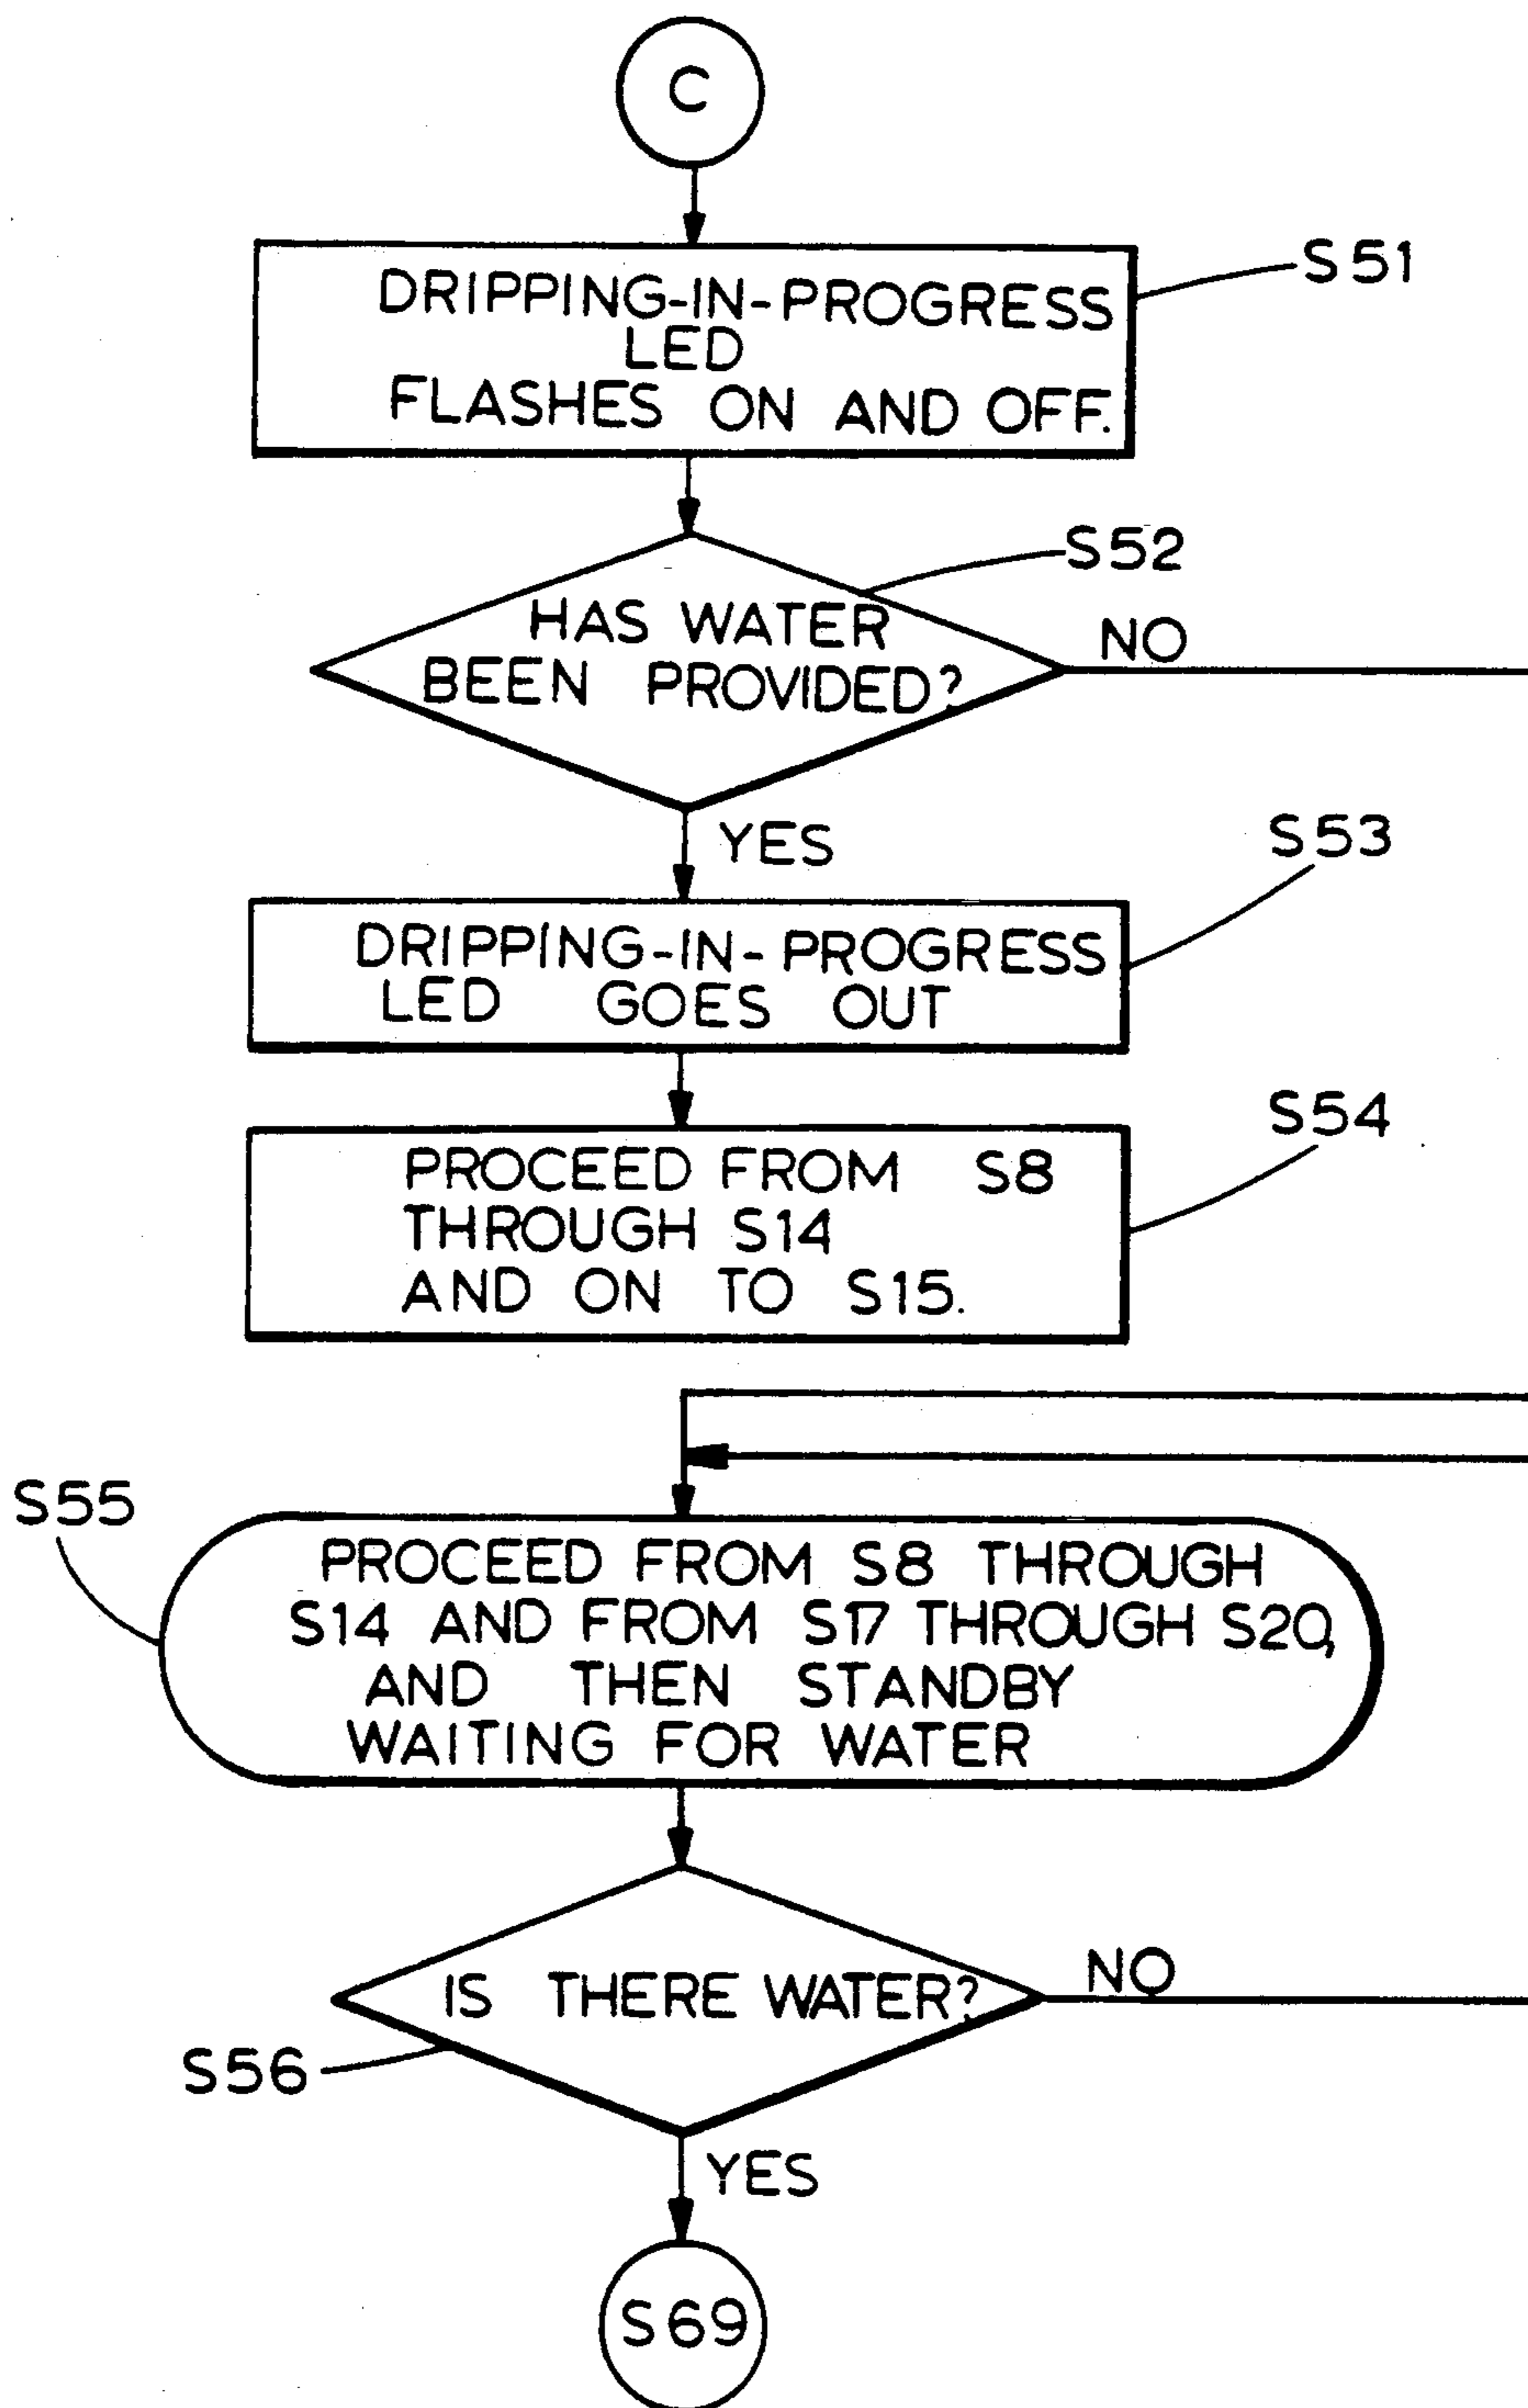 C
DRIPPING-IN-PROGRESS
LED
FLASHES ON AND OFF.
S51
HAS WATER
BEEN PROVIDED?
S52
NO
YES
DRIPPING-IN-PROGRESS
LED GOES OUT
S53
PROCEED FROM S8
THROUGH S14
AND ON TO S15.
S54
S55
PROCEED FROM S8 THROUGH
S14 AND FROM S17 THROUGH S20,
AND THEN STANDBY
WAITING FOR WATER
IS THERE WATER?
NO
S56
YES
S69